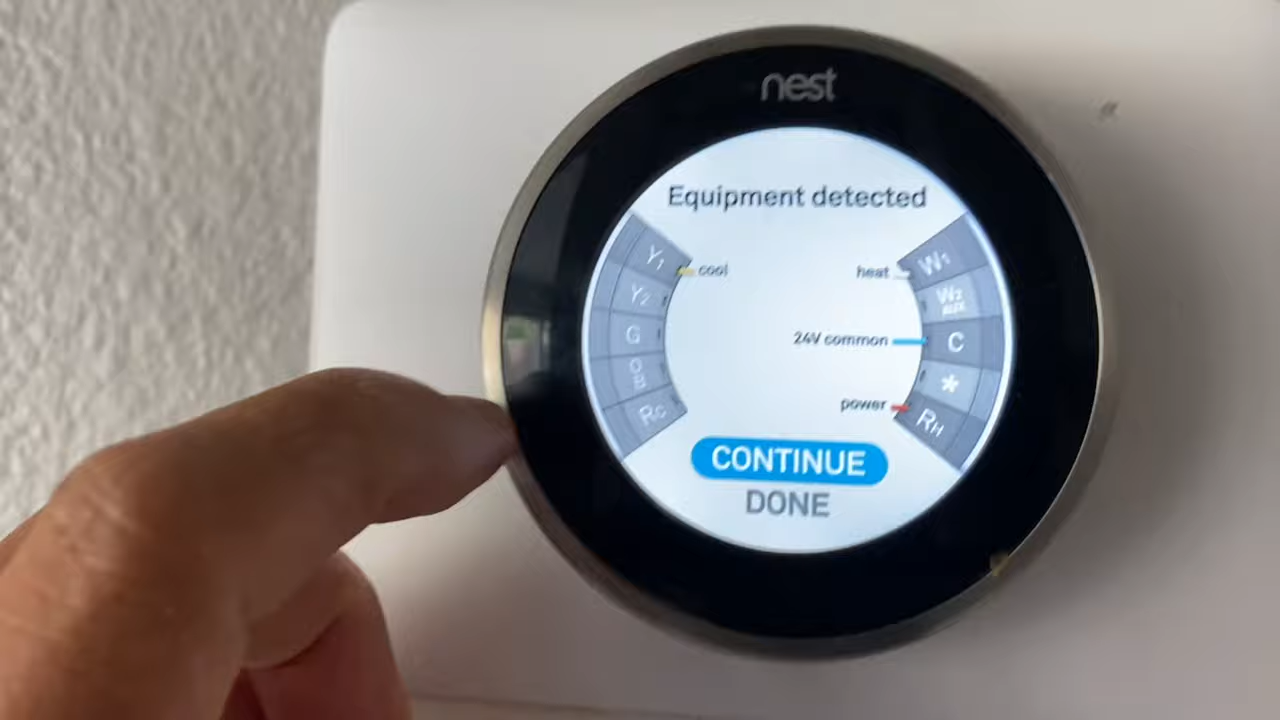 nest
Equipment detected
Y1
cool
Y2
G
O
B
RC
heat
W1
W2
AUX
24V common
C
*
power
RH
CONTINUE
DONE